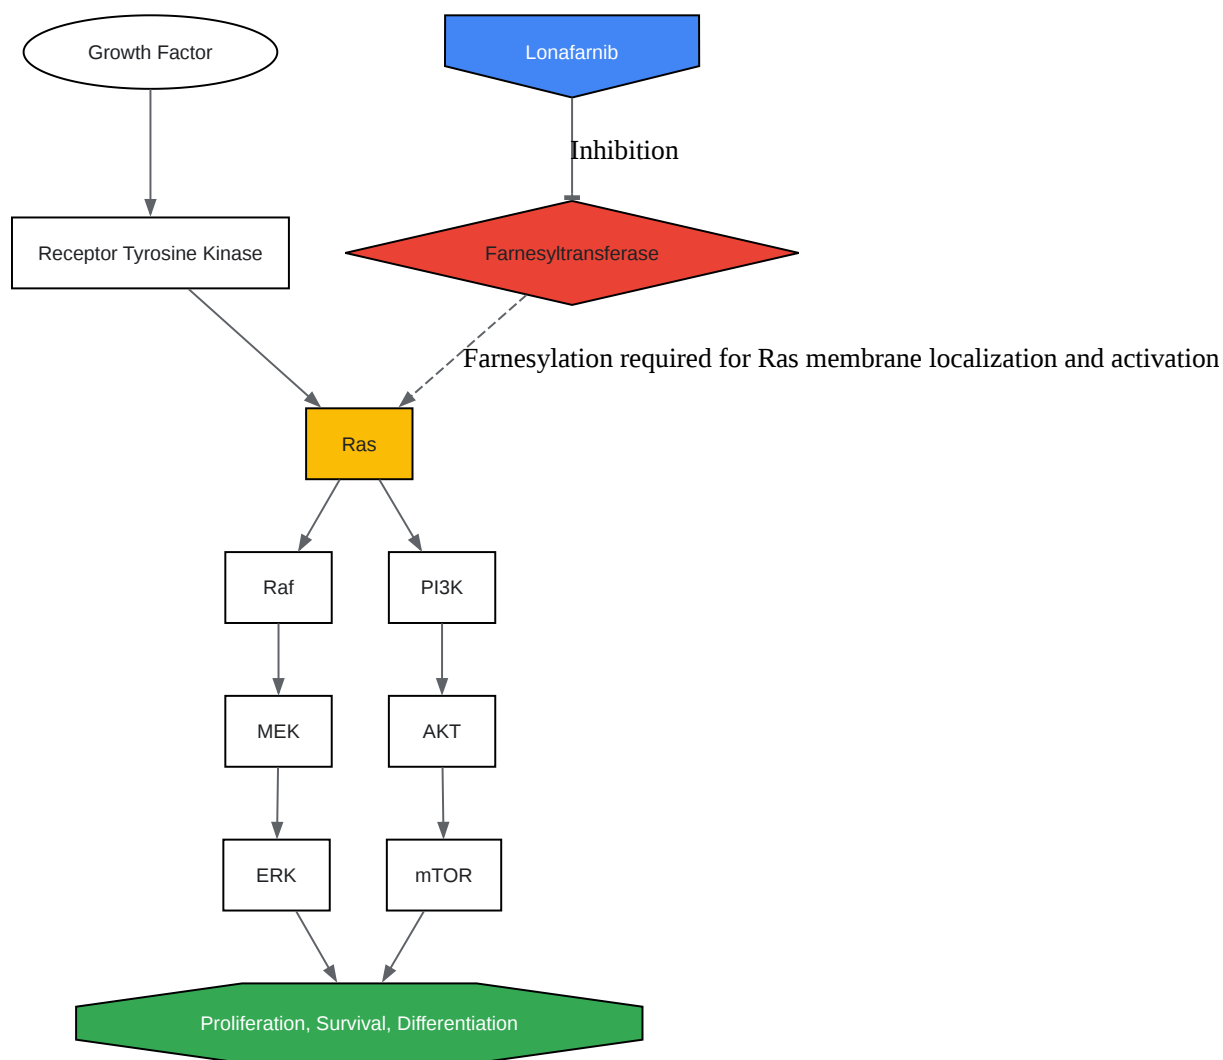 Growth Factor
Lonafarnib
Inhibition
Receptor Tyrosine Kinase
Farnesyltransferase
Farnesylation required for Ras membrane localization and activation
Ras
Raf
PI3K
MEK
AKT
ERK
mTOR
Proliferation, Survival, Differentiation